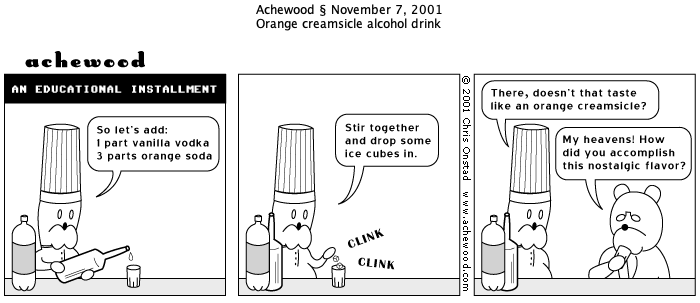 Achewood § November 7, 2001
Orange creamsicle alcohol drink
achewood
AN EDUCATIONAL INSTALLMENT
So let's add:
1 part vanilla vodka
3 parts orange soda
Stir together
and drop some
ice cubes in.
CLINK
CLINK
© 2001 Chris Onstad www.achewood.com
There, doesn't that taste
like an orange creamsicle?
My heavens! How
did you accomplish
this nostalgic flavor?